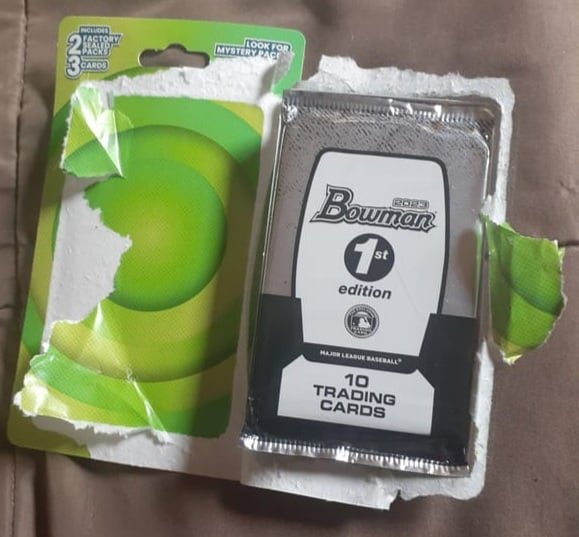 INCLUDES
2 FACTORY
SEALED
PACKS
3 CARDS
LOOK FOR
MYSTERY
2023
Bowman
1st
edition
MAJOR LEAGUE BASEBALL
10
TRADING
CARDS